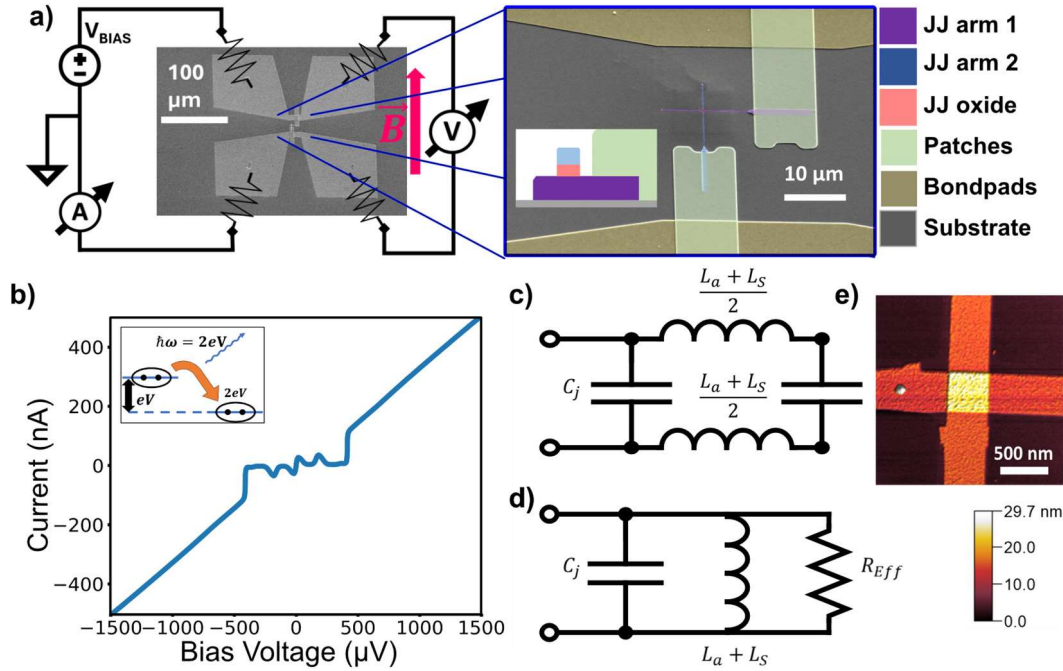 a)
V_BIAS
A
100
μm
B
V
10 μm
JJ arm 1
JJ arm 2
JJ oxide
Patches
Bondpads
Substrate
b)
Current (nA)
400
200
0
−200
−400
−1500 −1000 −500 0 500 1000 1500
Bias Voltage (μV)
ħω = 2eV
eV
2eV
c)
L_a + L_S
2
C_j
L_a + L_S
2
d)
C_j
R_Eff
L_a + L_S
e)
500 nm
29.7 nm
20.0
10.0
0.0